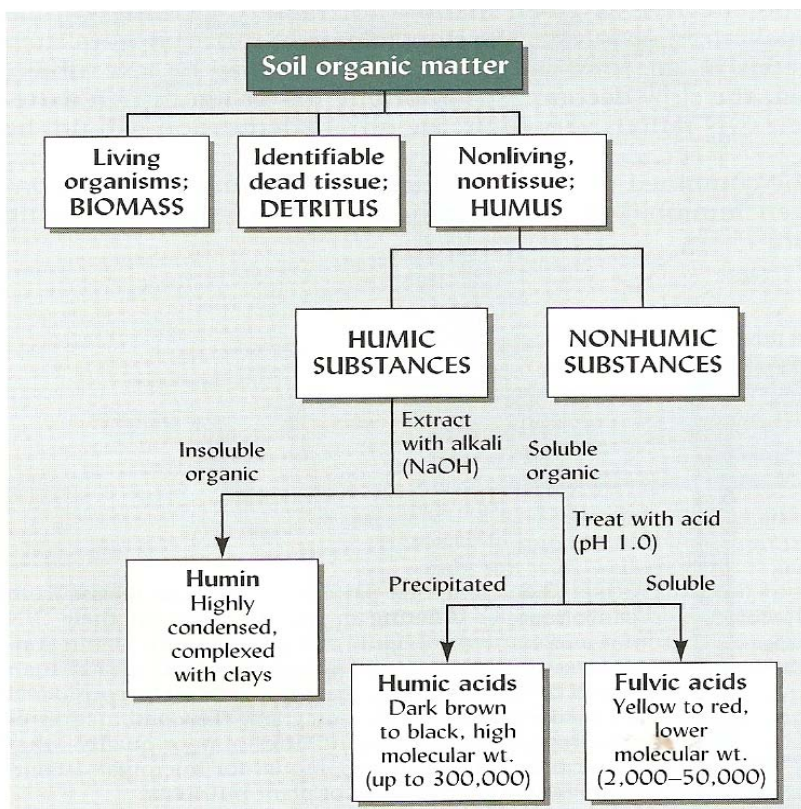 Soil organic matter
Living
organisms;
BIOMASS
Identifiable
dead tissue;
DETRITUS
Nonliving,
nontissue;
HUMUS
HUMIC
SUBSTANCES
NONHUMIC
SUBSTANCES
Extract
with alkali
(NaOH)
Insoluble
organic
Soluble
organic
Treat with acid
(pH 1.0)
Humin
Highly
condensed,
complexed
with clays
Precipitated
Soluble
Humic acids
Dark brown
to black, high
molecular wt.
(up to 300,000)
Fulvic acids
Yellow to red,
lower
molecular wt.
(2,000–50,000)